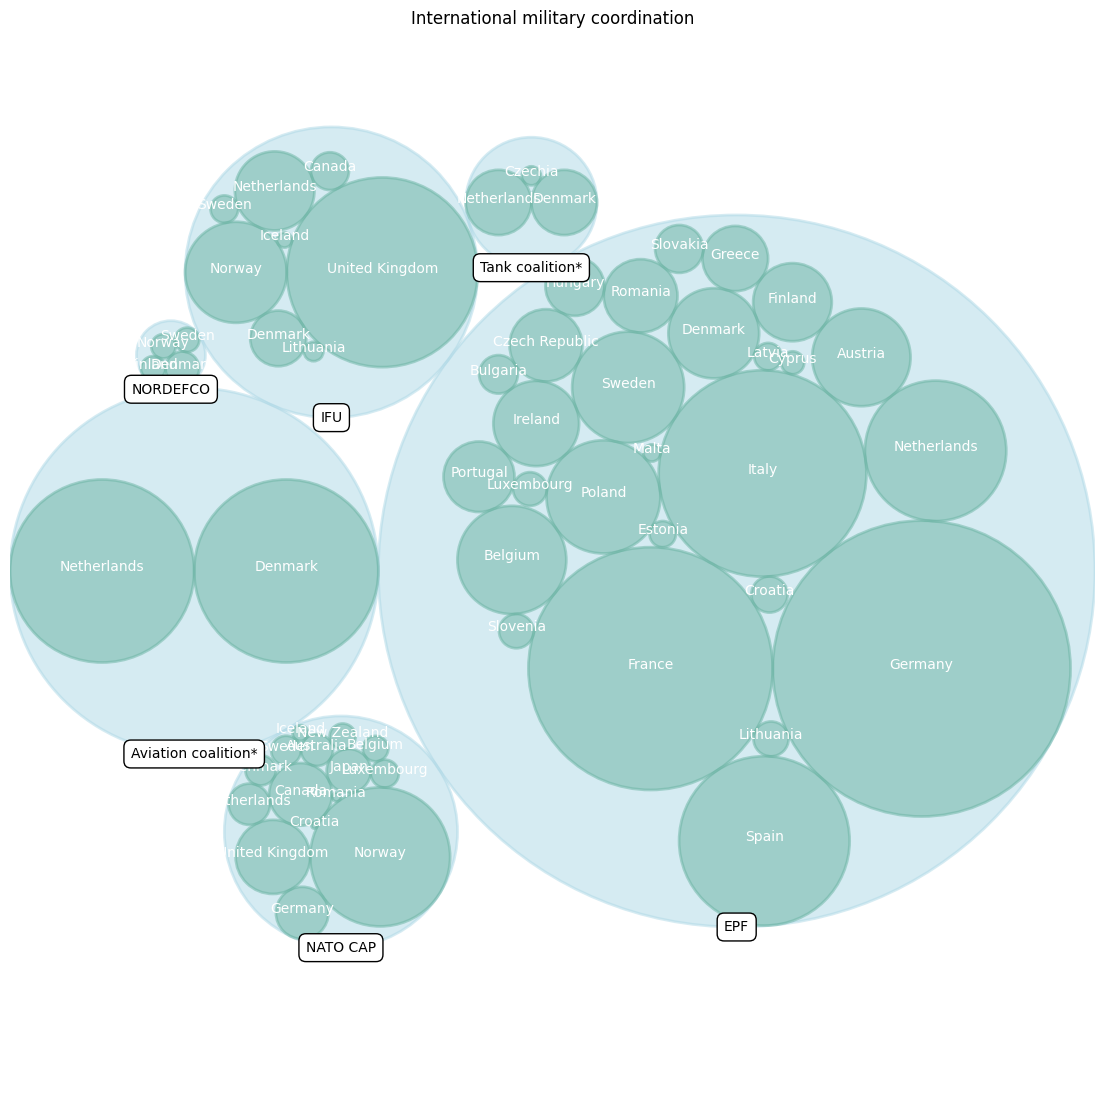 International military coordination
Canada
Netherlands
Sweden
Iceland
Norway
United Kingdom
Denmark
Lithuania
IFU
Czechia
Netherlands
Denmark
Tank coalition*
Sweden
Norway
NORDEFCO
Slovakia
Greece
Hungary
Romania
Finland
Denmark
Czech Republic
Latvia
Cyprus
Austria
Bulgaria
Sweden
Ireland
Malta
Netherlands
Portugal
Italy
Luxembourg
Poland
Estonia
Belgium
Croatia
Slovenia
France
Germany
Lithuania
Spain
EPF
Netherlands
Denmark
Aviation coalition*
Iceland
New Zealand
Australia
Belgium
Japan
Luxembourg
Canada
Romania
Croatia
United Kingdom
Norway
Germany
NATO CAP